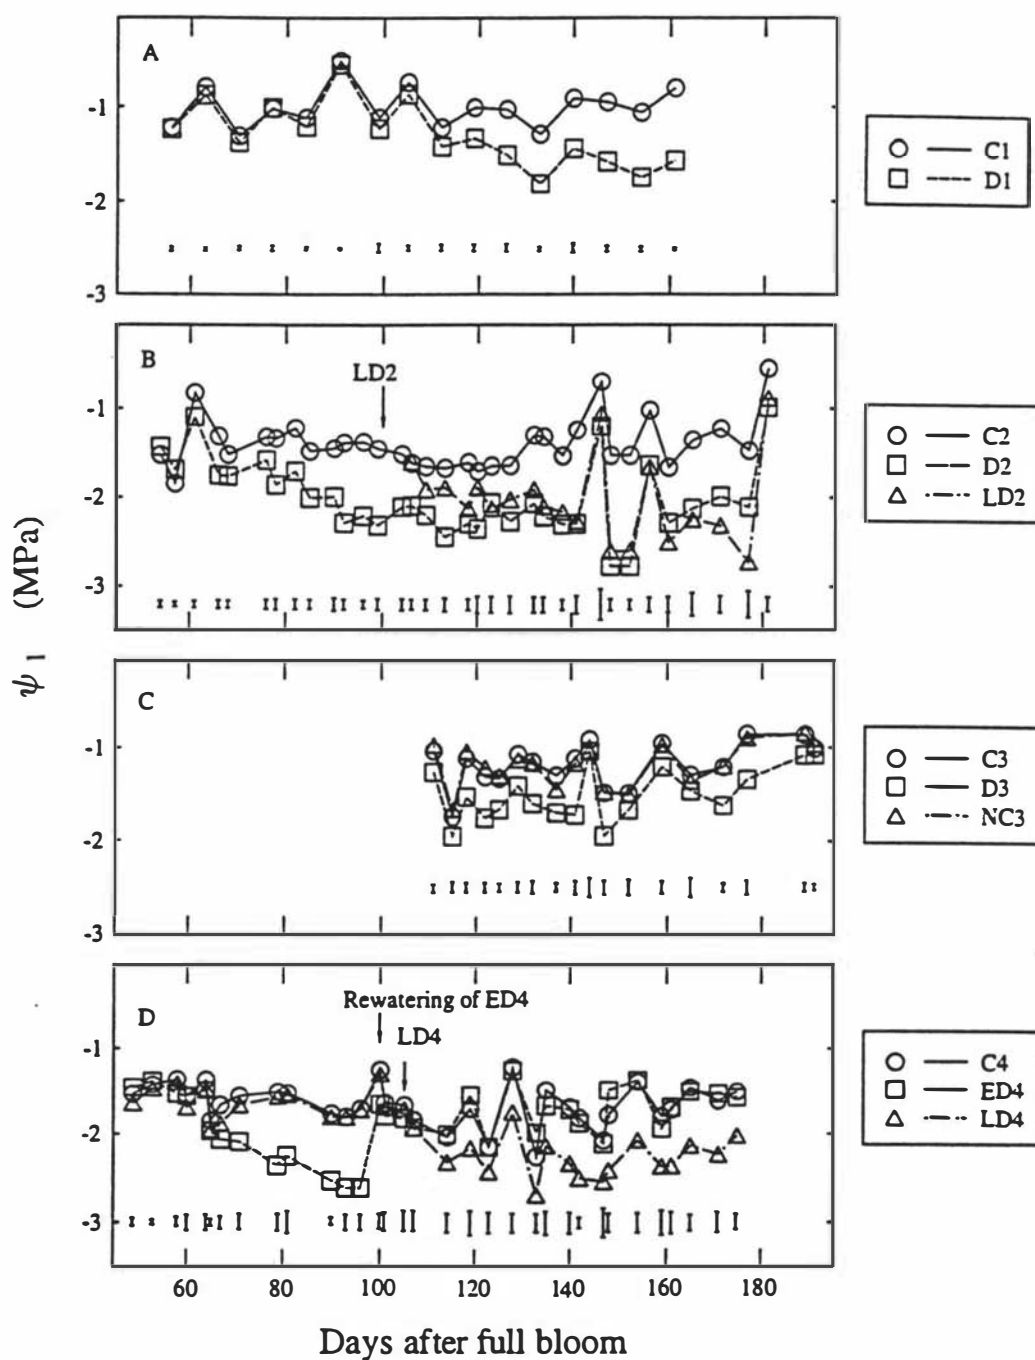 A
-1
-2
-3
C1
D1
B
LD2
-1
-2
-3
C2
D2
LD2
ψ 1 (MPa)
C
-1
-2
-3
C3
D3
NC3
D
Rewatering of ED4
LD4
-1
-2
-3
C4
ED4
LD4
60 80 100 120 140 160 180
Days after full bloom